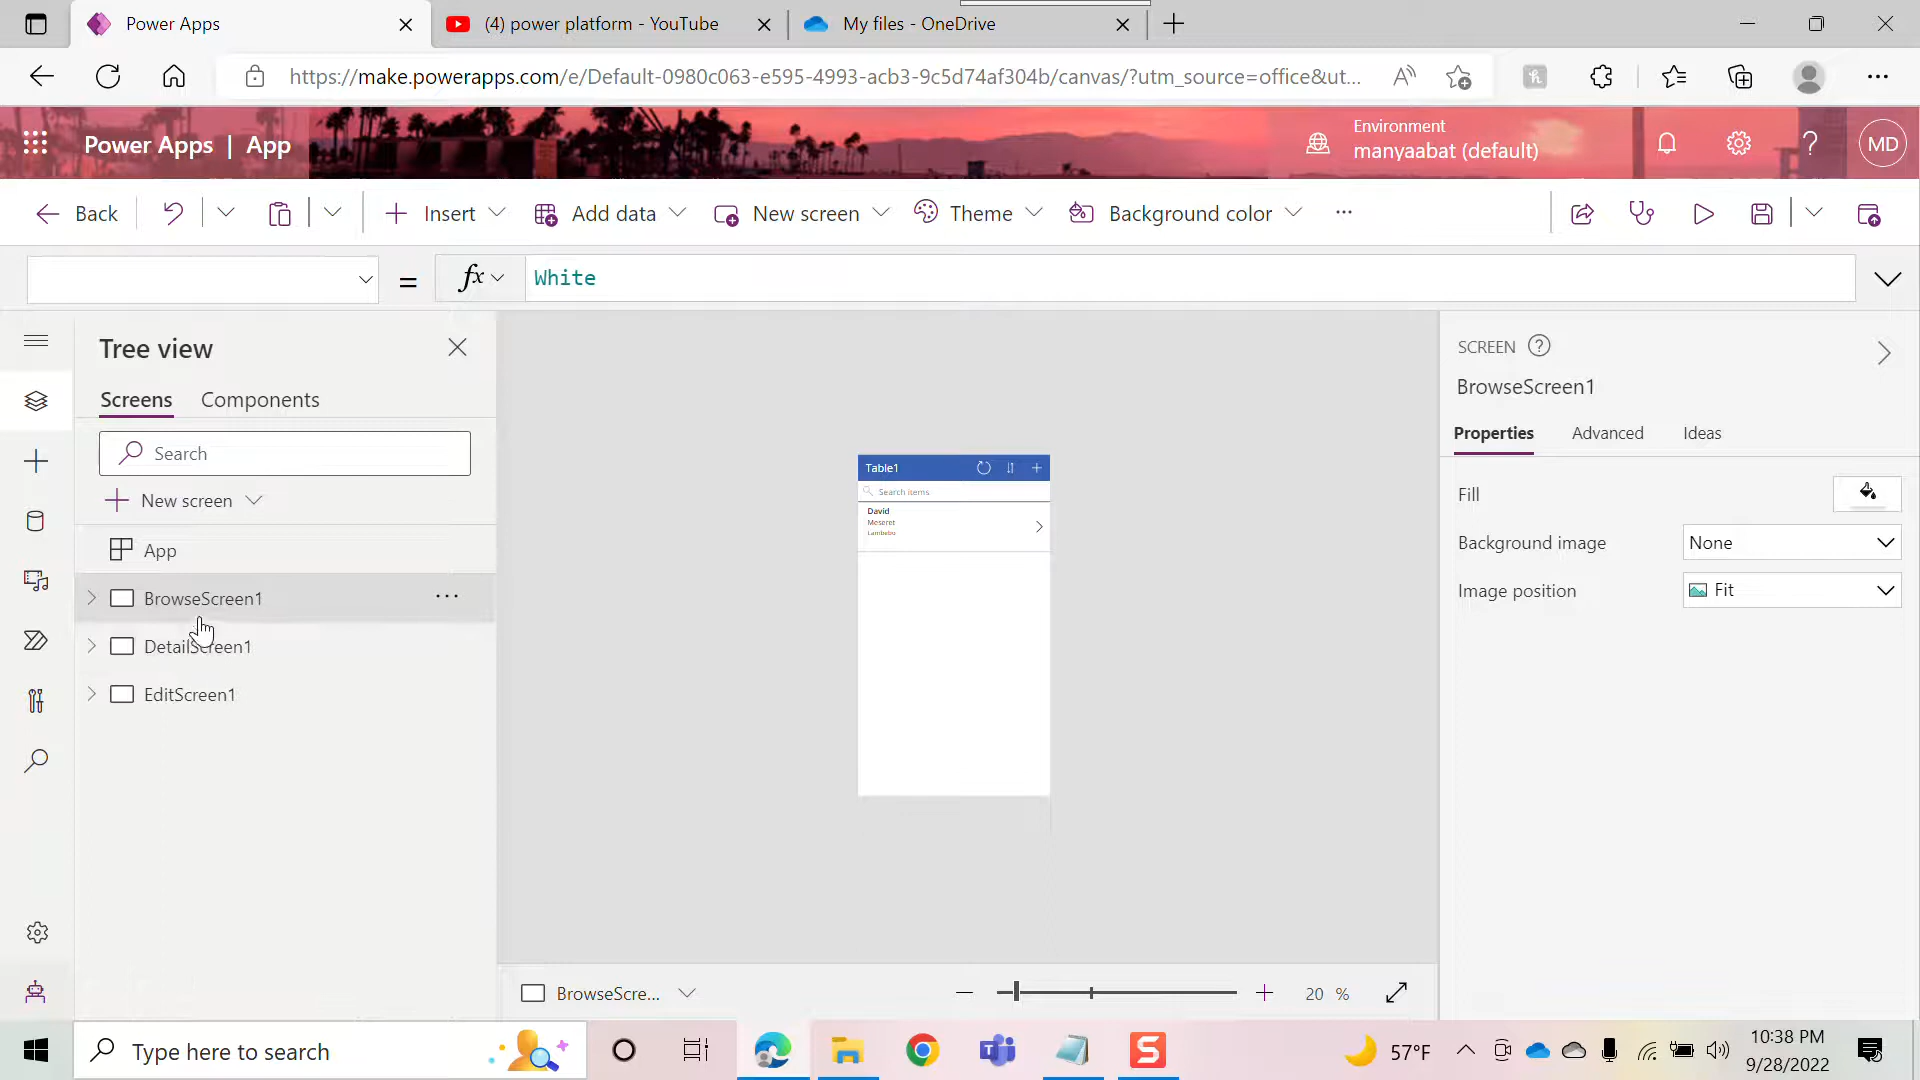 Power Apps
(4) power platform - YouTube
My files - OneDrive
https://make.powerapps.com/e/Default-0980c063-e595-4993-acb3-9c5d74af304b/canvas/?utm_source=office&ut...
Power Apps | App
Environment
manyaabat (default)
MD
Back
Insert
Add data
New screen
Theme
Background color
= fx White
Tree view
Screens Components
Search
New screen
App
BrowseScreen1
DetailScreen1
EditScreen1
Table1
Search items
David
Meseret
Lambebo
SCREEN
BrowseScreen1
Properties Advanced Ideas
Fill
Background image None
Image position Fit
BrowseScre...
20 %
Type here to search
57°F
10:38 PM
9/28/2022